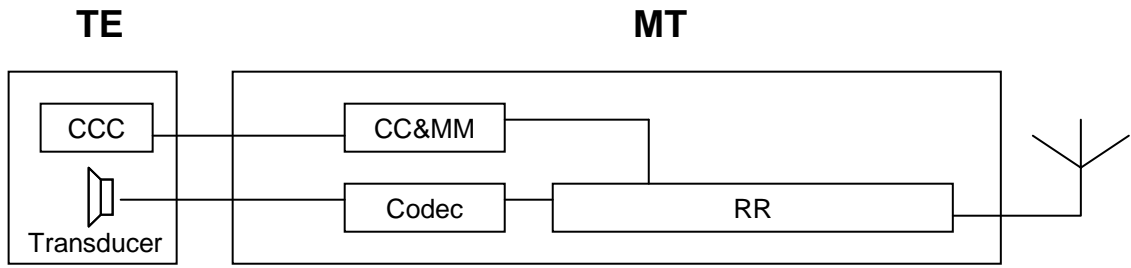 TE
MT
CCC
CC&MM
Codec
RR
Transducer